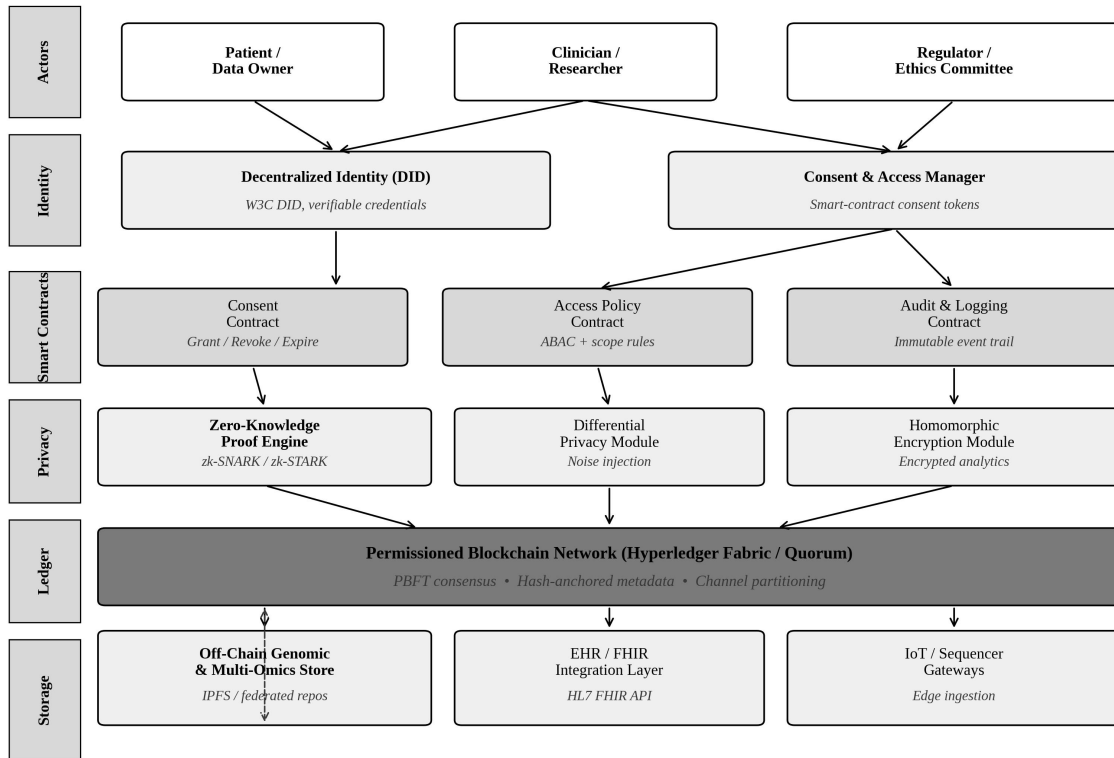 Actors
Patient /
Data Owner
Clinician /
Researcher
Regulator /
Ethics Committee
Identity
Decentralized Identity (DID)
W3C DID, verifiable credentials
Consent & Access Manager
Smart-contract consent tokens
Smart Contracts
Consent
Contract
Grant / Revoke / Expire
Access Policy
Contract
ABAC + scope rules
Audit & Logging
Contract
Immutable event trail
Privacy
Zero-Knowledge
Proof Engine
zk-SNARK / zk-STARK
Differential
Privacy Module
Noise injection
Homomorphic
Encryption Module
Encrypted analytics
Ledger
Permissioned Blockchain Network (Hyperledger Fabric / Quorum)
PBFT consensus • Hash-anchored metadata • Channel partitioning
Storage
Off-Chain Genomic
& Multi-Omics Store
IPFS / federated repos
EHR / FHIR
Integration Layer
HL7 FHIR API
IoT / Sequencer
Gateways
Edge ingestion